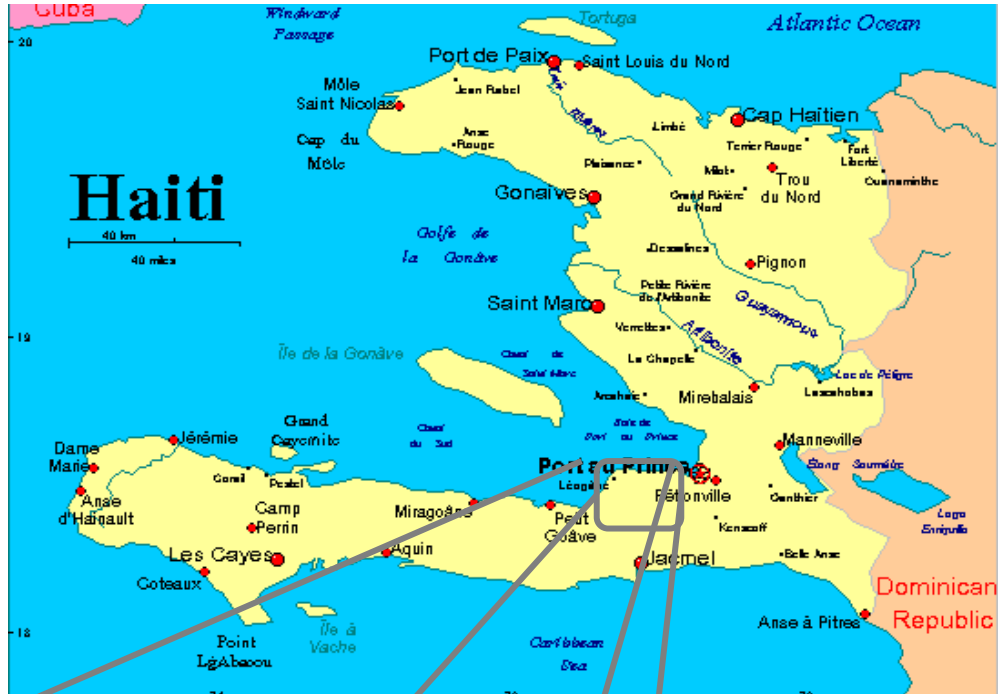 Cuba
Windward
Passage
Tortuga
Atlantic Ocean
20
Port de Paix
Saint Louis du Nord
Jean Rabel
Môle
Saint Nicolas
Cap du
Môle
Anse
Rouge
Limbé
Cap Haïtien
Terrier Rouge
Fort
Liberté
Ouanaminthe
Plaisance
Milot
Trou
du Nord
Grand Rivière
du Nord
Haiti
40 km
40 miles
Gonaïves
Golfe de
la Gonâve
Dessalines
Pignon
Petite Rivière
de l'Artibonite
Guayamouc
Saint Marc
Verrettes
Artibonite
19
La Chapelle
Île de la Gonâve
Canal de
Saint Marc
Lac de Péligre
Lascahobas
Mirebalais
Arcahaie
Grand
Cayemite
Canal
du Sud
Baie de
Port au Prince
Manneville
Jérémie
Dame
Marie
Port au Prince
Étang Saumâtre
Corail
Pestel
Léogâne
Pétionville
Ganthier
Anse
d'Hainault
Camp
Perrin
Miragoâne
Petit
Goâve
Kenscoff
Lago
Enriquillo
Les Cayes
Aquin
Jacmel
Belle Anse
Coteaux
Dominican
Republic
Anse à Pitres
Île à
Vache
18
Point
LgAbacou
Caribbean
Sea